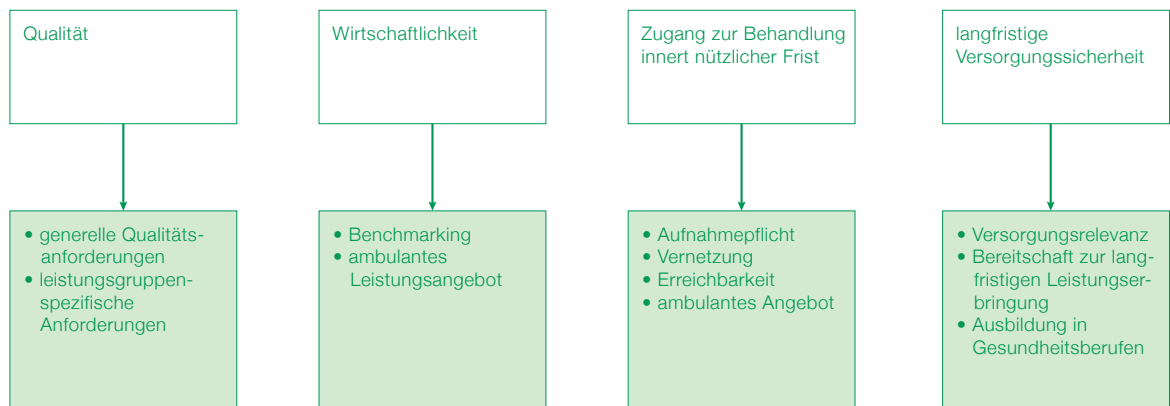 Qualität
Wirtschaftlichkeit
Zugang zur Behandlung
innert nützlicher Frist
langfristige
Versorgungssicherheit
• generelle Qualitäts-
anforderungen
• leistungsgruppen-
spezifische
Anforderungen
• Benchmarking
• ambulantes
Leistungsangebot
• Aufnahmepflicht
• Vernetzung
• Erreichbarkeit
• ambulantes Angebot
• Versorgungsrelevanz
• Bereitschaft zur lang-
fristigen Leistungser-
bringung
• Ausbildung in
Gesundheitsberufen